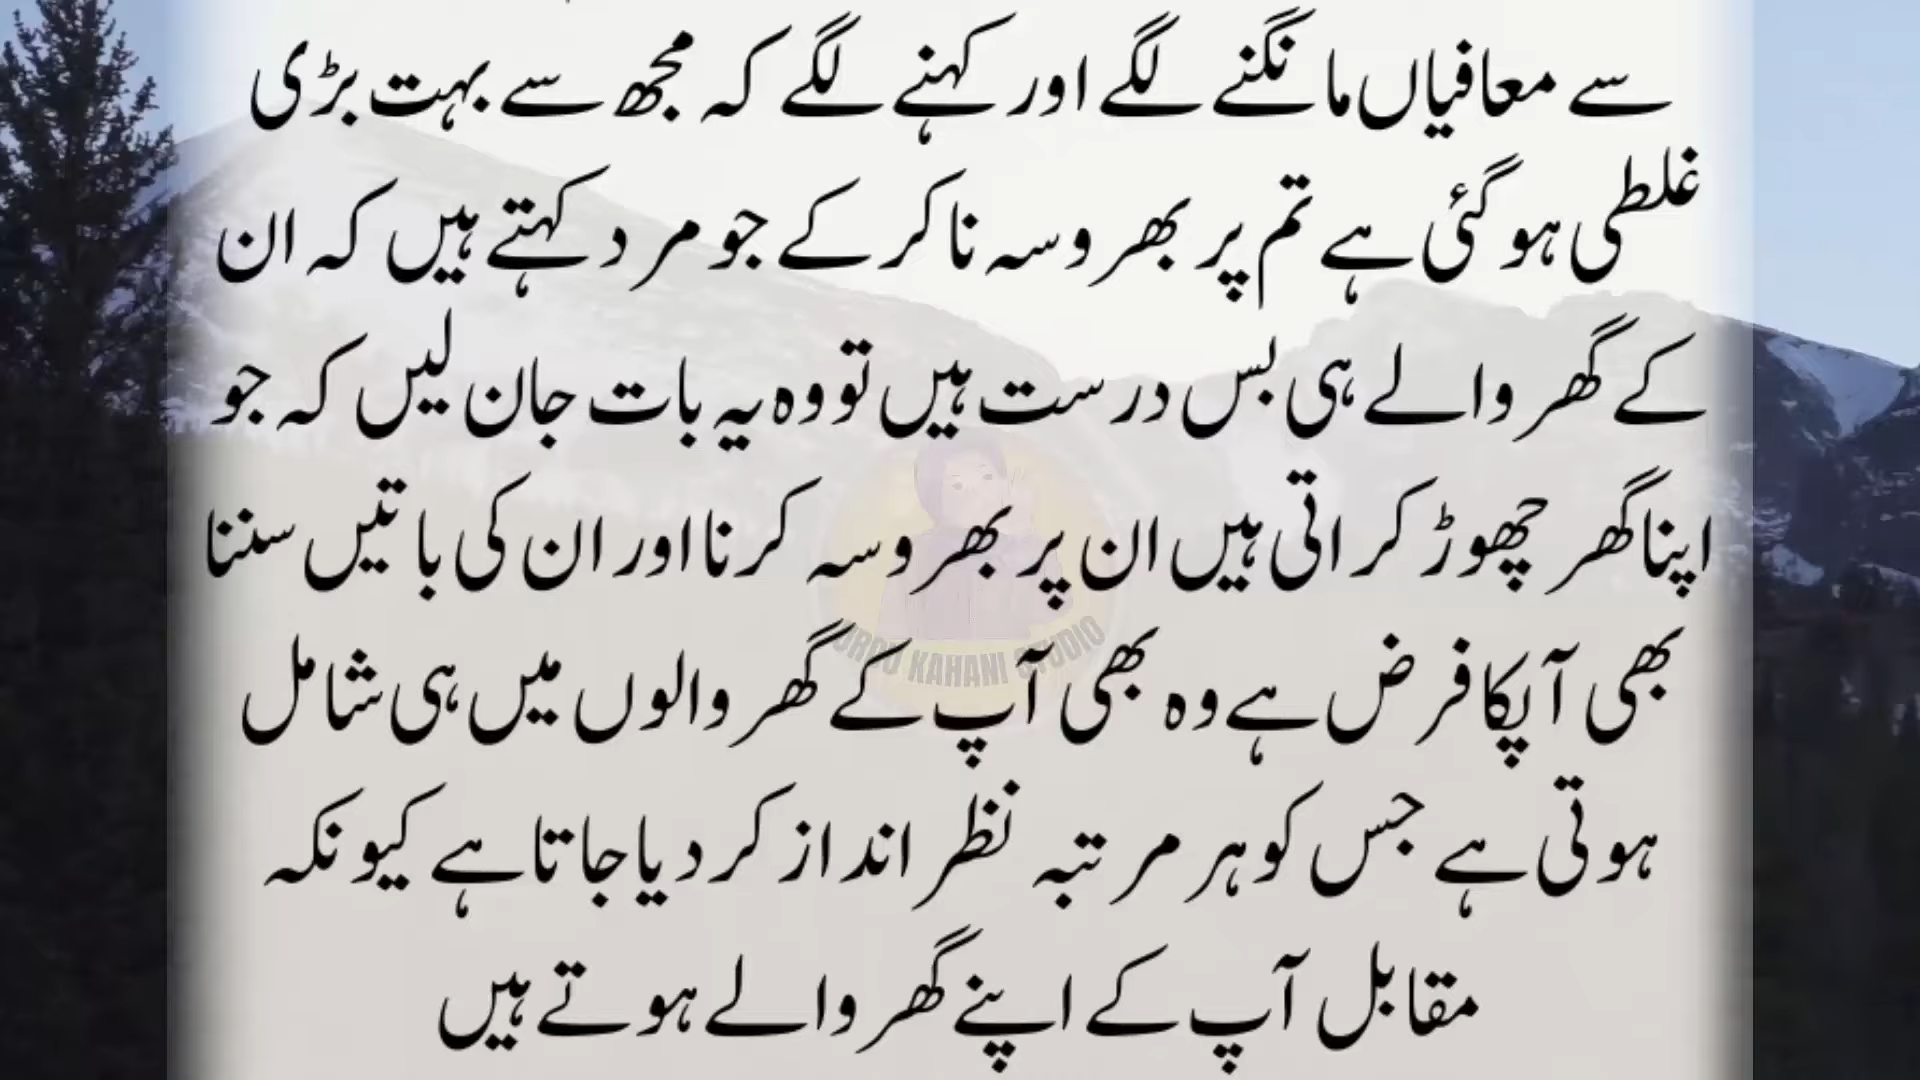 سے معافیاں مانگنے لگے اور کہنے لگے کہ مجھ سے بہت بڑی
غلطی ہو گئی ہے تم پر بھروسہ نا کر کے جو مرد کہتے ہیں کہ ان
کے گھر والے ہی بس درست ہیں تو وہ یہ بات جان لیں کہ جو
اپنا گھر چھوڑ کر اتی ہیں ان پر بھروسہ کرنا اور ان کی باتیں سننا
بھی آپکا فرض ہے وہ بھی آپ کے گھر والوں میں ہی شامل
ہوتی ہے جس کو ہر مرتبہ نظر انداز کر دیا جاتا ہے کیونکہ
مقابل آپ کے اپنے گھر والے ہوتے ہیں
URDU KAHANI STUDIO